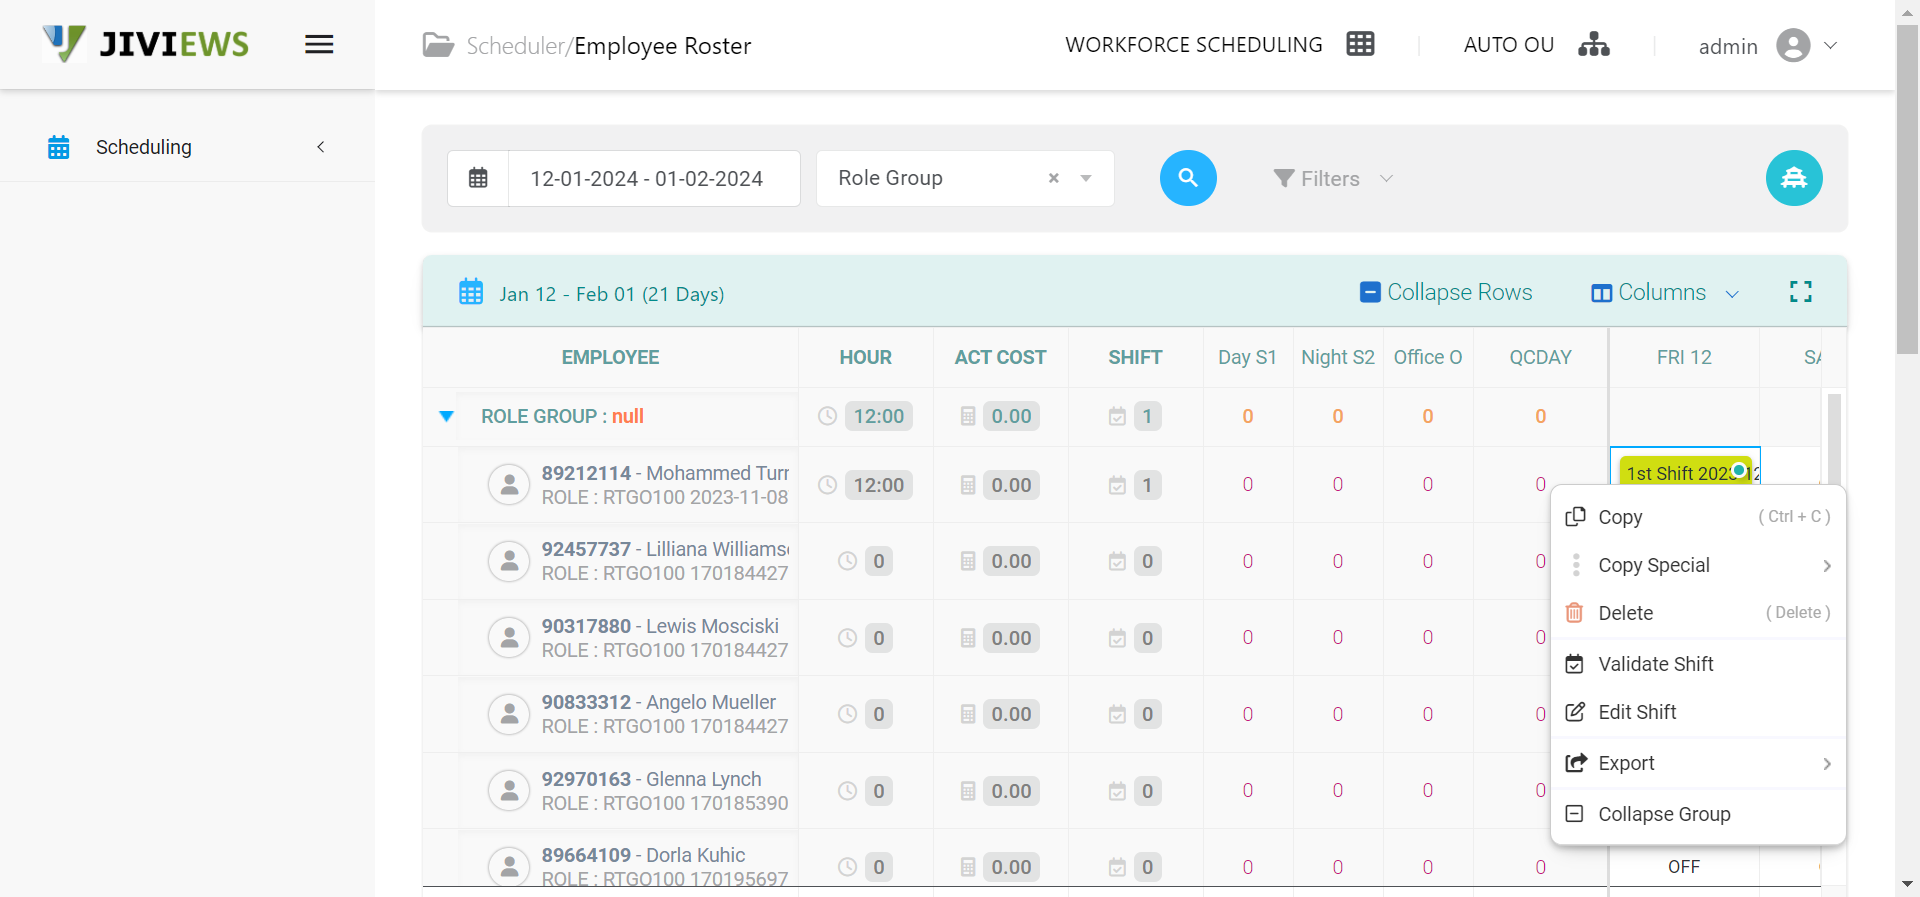 JIVIEWS
Scheduler/Employee Roster
WORKFORCE SCHEDULING
AUTO OU
admin
Scheduling
12-01-2024 - 01-02-2024
Role Group
×
Filters
Jan 12 - Feb 01 (21 Days)
Collapse Rows
Columns
EMPLOYEE HOUR ACT COST SHIFT Day S1 Night S2 Office O QCDAY FRI 12 SA
ROLE GROUP : null 12:00 0.00 1 0 0 0 0
89212114 - Mohammed Turn
ROLE : RTGO100 2023-11-08
12:00 0.00 1 0 0 0 0
1st Shift 2023-12
92457737 - Lilliana Williams
ROLE : RTGO100 170184427
0 0.00 0 0 0 0 0
90317880 - Lewis Mosciski
ROLE : RTGO100 170184427
0 0.00 0 0 0 0 0
90833312 - Angelo Mueller
ROLE : RTGO100 170184427
0 0.00 0 0 0 0 0
92970163 - Glenna Lynch
ROLE : RTGO100 170185390
0 0.00 0 0 0 0 0
89664109 - Dorla Kuhic
ROLE : RTGO100 170195697
0 0.00 0 0 0 0 0 OFF
Copy ( Ctrl + C )
Copy Special
Delete ( Delete )
Validate Shift
Edit Shift
Export
Collapse Group